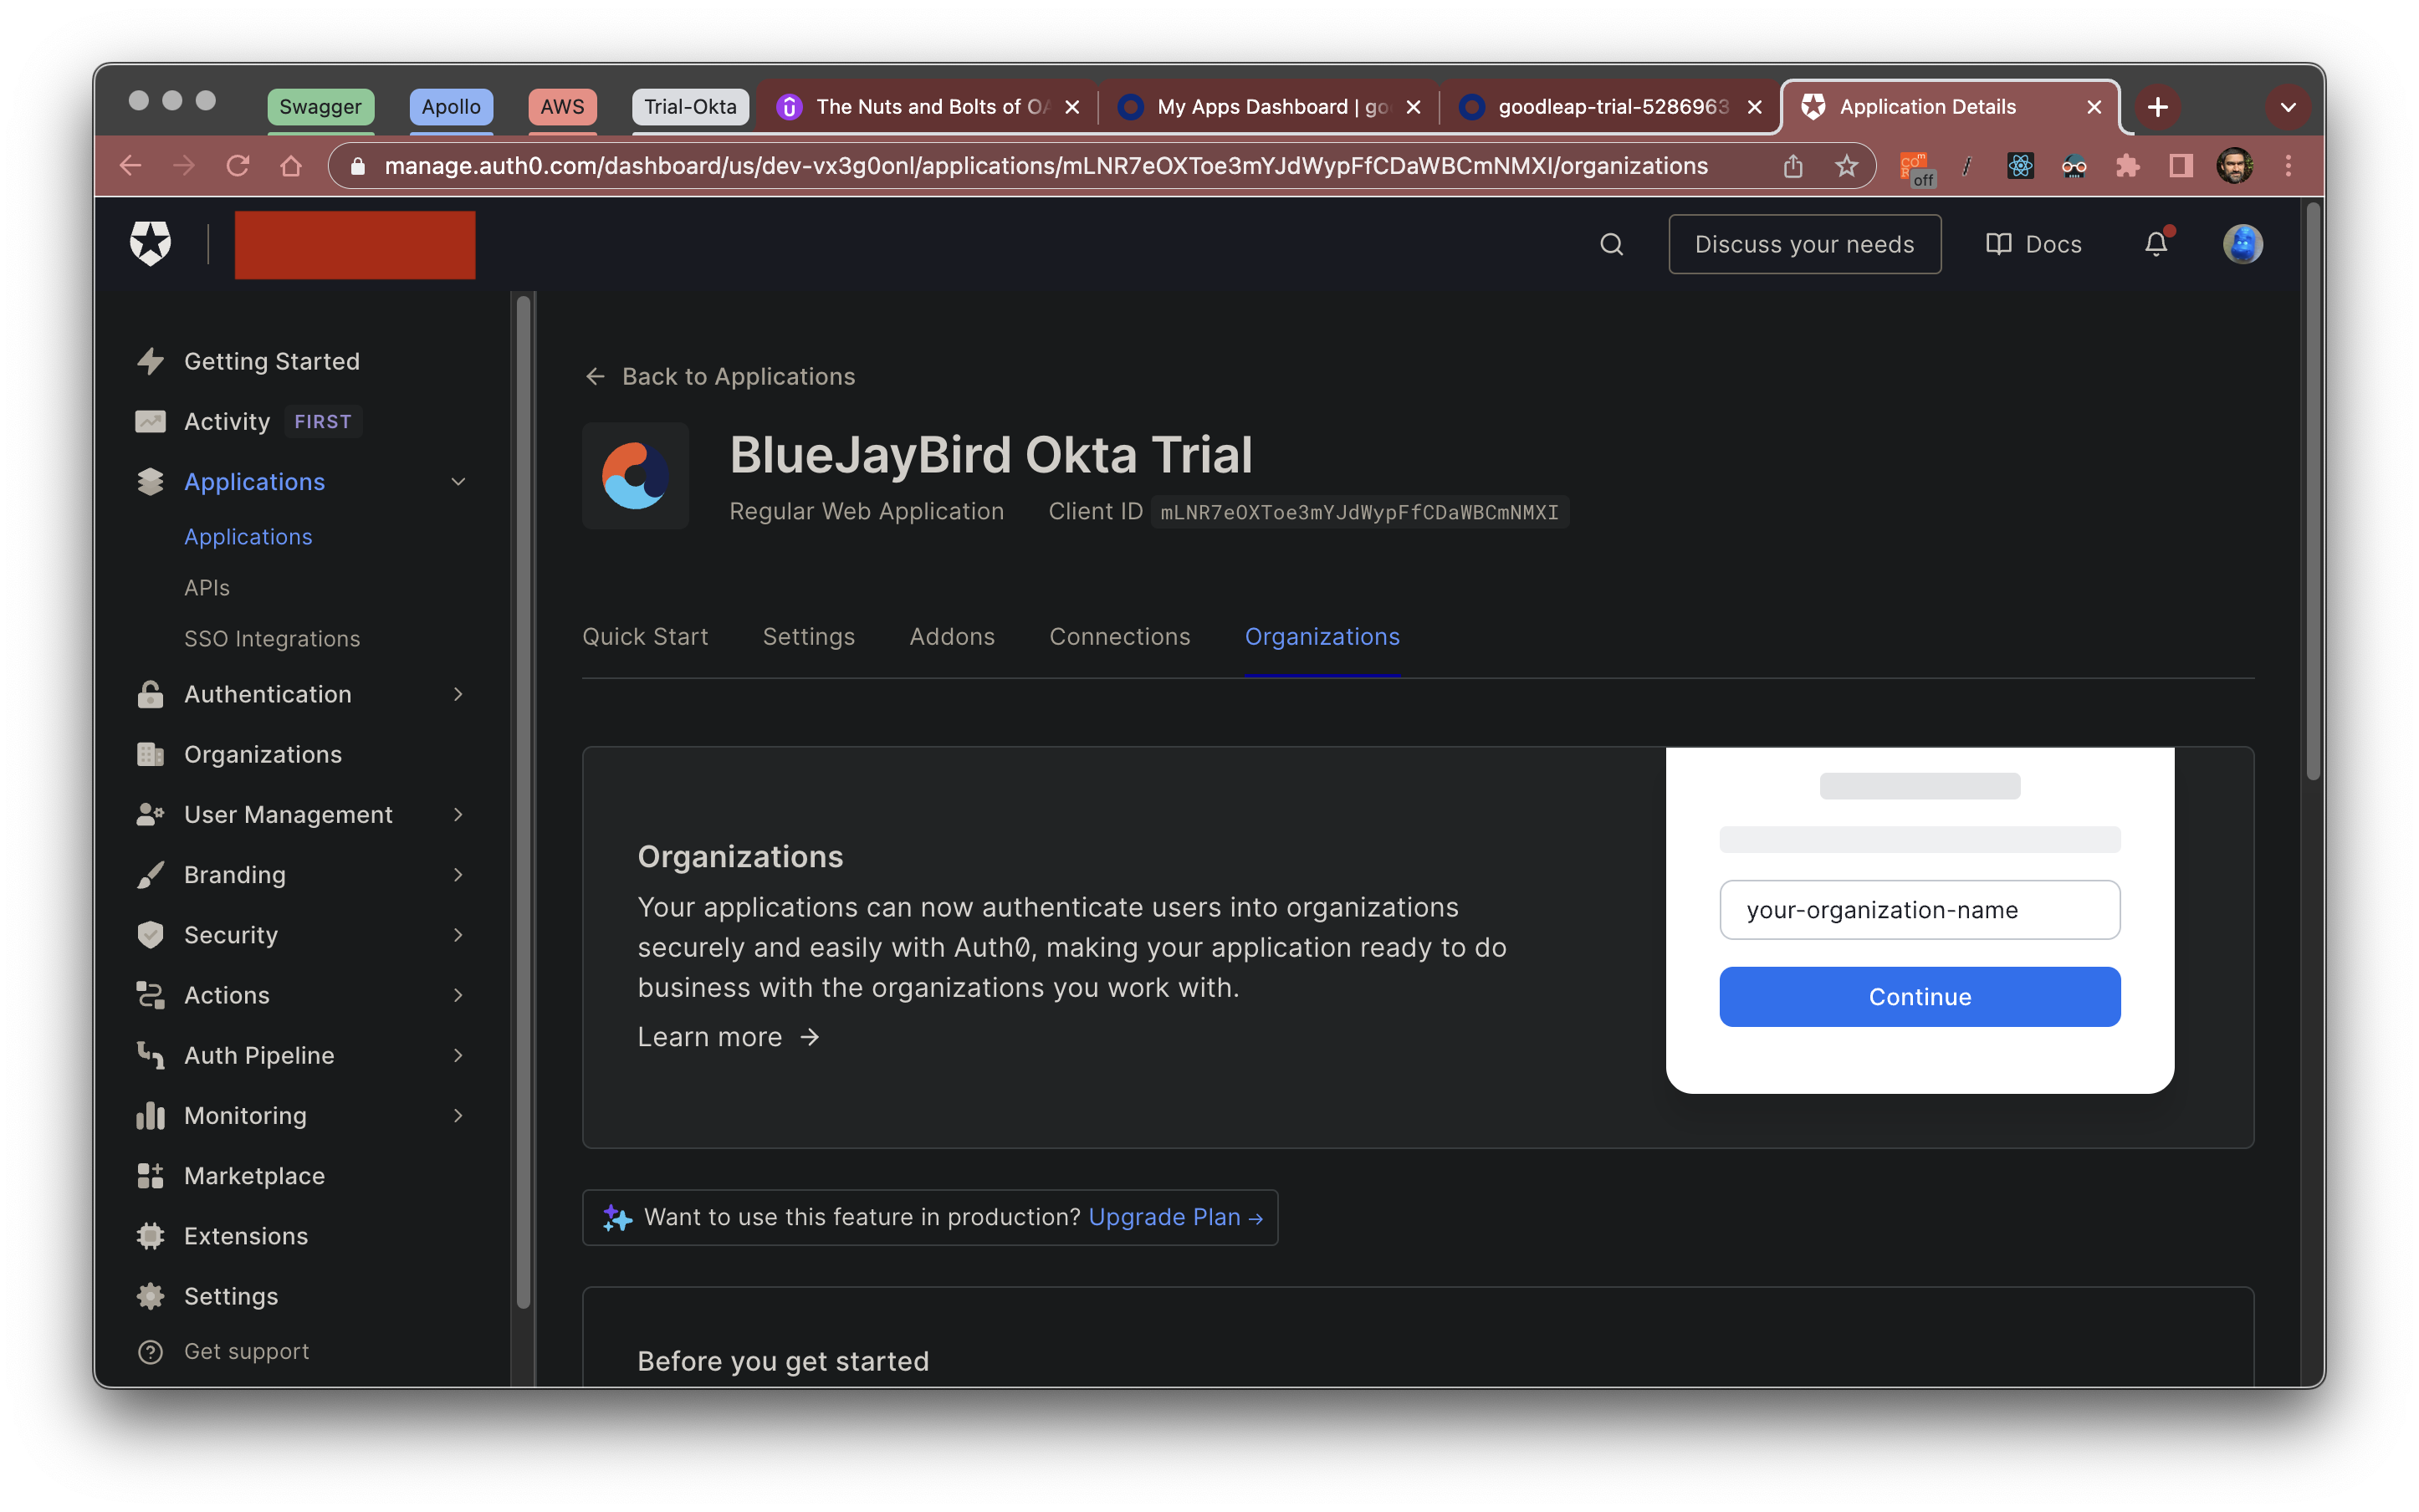 Swagger
Apollo
AWS
Trial-Okta
The Nuts and Bolts of OA
My Apps Dashboard | go
goodleap-trial-5286963
Application Details
manage.auth0.com/dashboard/us/dev-vx3g0onl/applications/mLNR7eOXToe3mYJdWypFfCDaWBCmNMXI/organizations
off
Discuss your needs
Docs
Getting Started
Activity FIRST
Applications
Applications
APIs
SSO Integrations
Authentication
Organizations
User Management
Branding
Security
Actions
Auth Pipeline
Monitoring
Marketplace
Extensions
Settings
Get support
Back to Applications
BlueJayBird Okta Trial
Regular Web Application Client ID mLNR7eOXToe3mYJdWypFfCDaWBCmNMXI
Quick Start Settings Addons Connections Organizations
Organizations
Your applications can now authenticate users into organizations
securely and easily with Auth0, making your application ready to do
business with the organizations you work with.
Learn more →
your-organization-name
Continue
Want to use this feature in production? Upgrade Plan →
Before you get started